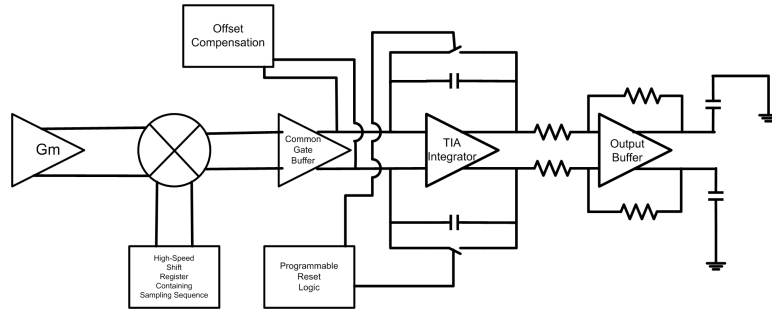 Offset
Compensation
Gm
Common
Gate
Buffer
TIA
Integrator
Output
Buffer
High-Speed
Shift
Register
Containing
Sampling Sequence
Programmable
Reset
Logic